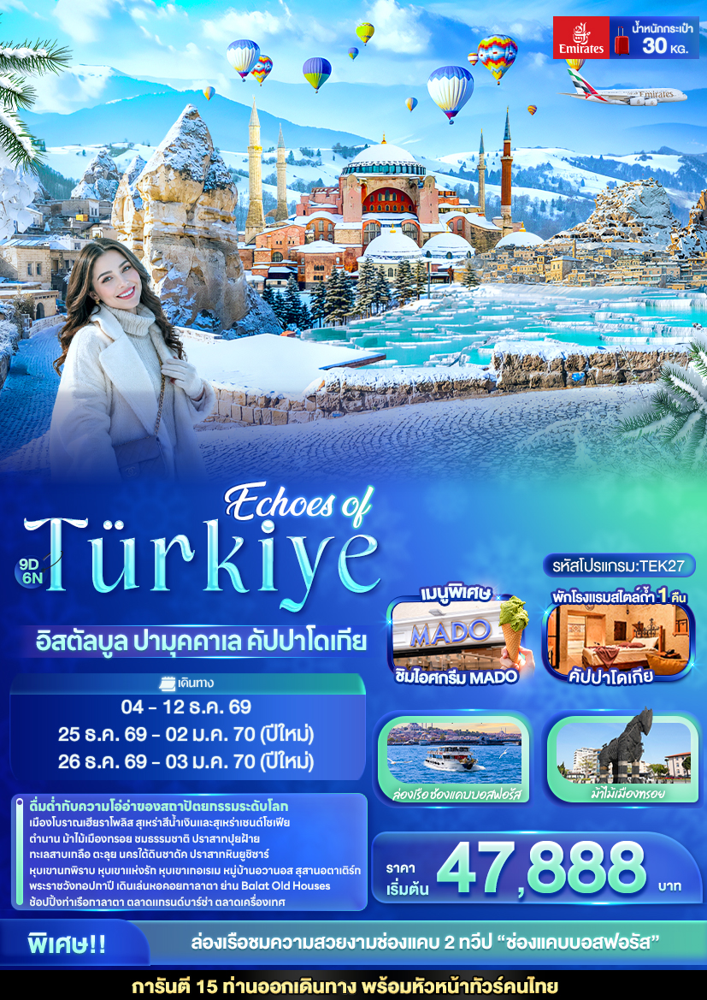 Emirates
น้ำหนักกระเป๋า
30 KG.
Emirates
Echoes of
Türkiye
9D
6N
รหัสโปรแกรม:TEK27
อิสตัลบูล ปามุคคาเล คัปปาโดเกีย
เมนูพิเศษ
MADO
ชิมไอศกรีม MADO
พักโรงแรมสไตล์ถ้ำ 1 คืน
คัปปาโดเกีย
เดินทาง
04 - 12 ธ.ค. 69
25 ธ.ค. 69 - 02 ม.ค. 70 (ปีใหม่)
26 ธ.ค. 69 - 03 ม.ค. 70 (ปีใหม่)
ล่องเรือ ช่องแคบบอสฟอรัส
ม้าไม้เมืองทรอย
ดื่มด่ำกับความโอ่อ่าของสถาปัตยกรรมระดับโลก
เมืองโบราณเฮียราโพลิส สุเหร่าสีน้ำเงินและสุเหร่าเซนต์โซเฟีย
ตำนาน ม้าไม้เมืองทรอย ชมธรรมชาติ ปราสาทปุยฝ้าย
ทะเลสาบเกลือ ตะลุย นครใต้ดินชาดัค ปราสาทหินยูชิซาร์
หุบเขานกพิราบ หุบเขาแห่งรัก หุบเขาเกอเรเม หมู่บ้านอวานอส สุสานอตาเติร์ก
พระราชวังทอปกาปี เดินเล่นหอคอยกาลาตา ย่าน Balat Old Houses
ช้อปปิ้งท่าเรือกาลาตา ตลาดแกรนด์บาร์ซ่า ตลาดเครื่องเทศ
ราคา
เริ่มต้น
47,888
บาท
พิเศษ!!
ล่องเรือชมความสวยงามช่องแคบ 2 ทวีป “ช่องแคบบอสฟอรัส”
การันตี 15 ท่านออกเดินทาง พร้อมหัวหน้าทัวร์คนไทย